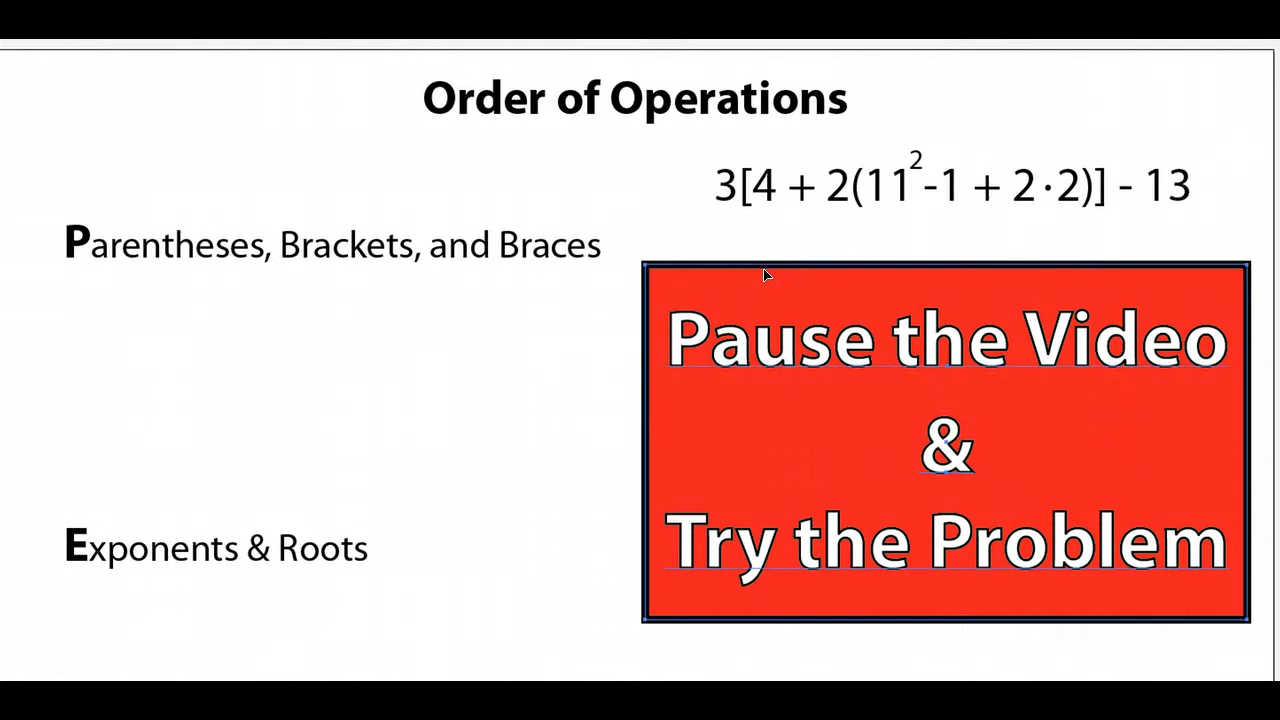 Order of Operations
3[4 + 2(11²-1 + 2·2)] - 13
Parentheses, Brackets, and Braces
Pause the Video
&
Try the Problem
Exponents & Roots